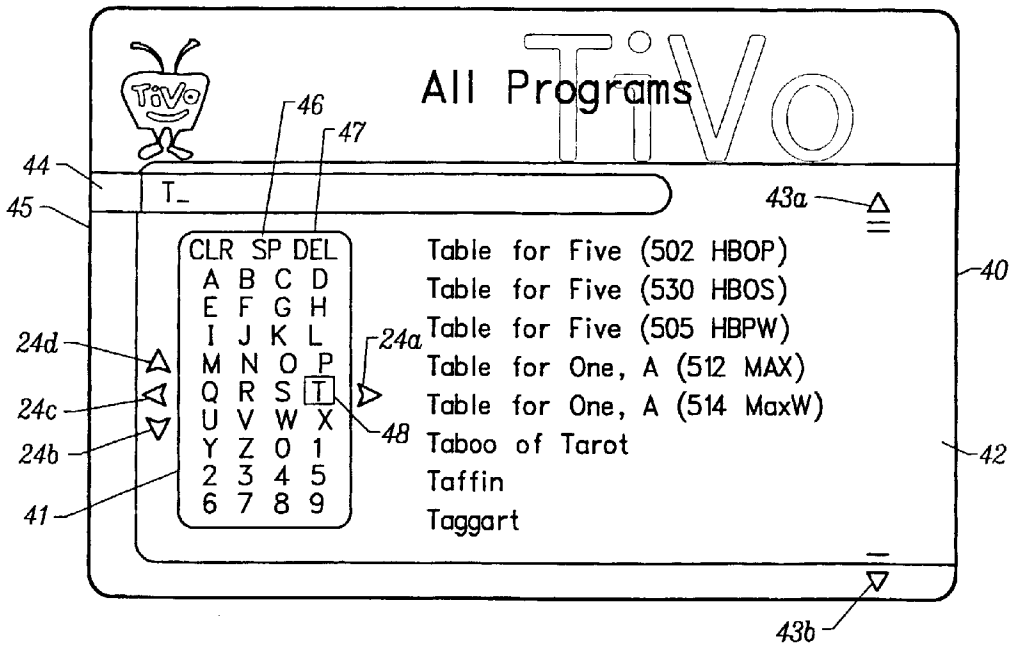 TiVo
All Programs
TiVo
46
47
44
T_
43a
45
CLR SP DEL
A B C D
E F G H
I J K L
M N O P
Q R S T
U V W X
Y Z 0 1
2 3 4 5
6 7 8 9
Table for Five (502 HBOP)
Table for Five (530 HBOS)
Table for Five (505 HBPW)
Table for One, A (512 MAX)
Table for One, A (514 MaxW)
Taboo of Tarot
Taffin
Taggart
40
24d
24a
24c
48
24b
42
41
43b